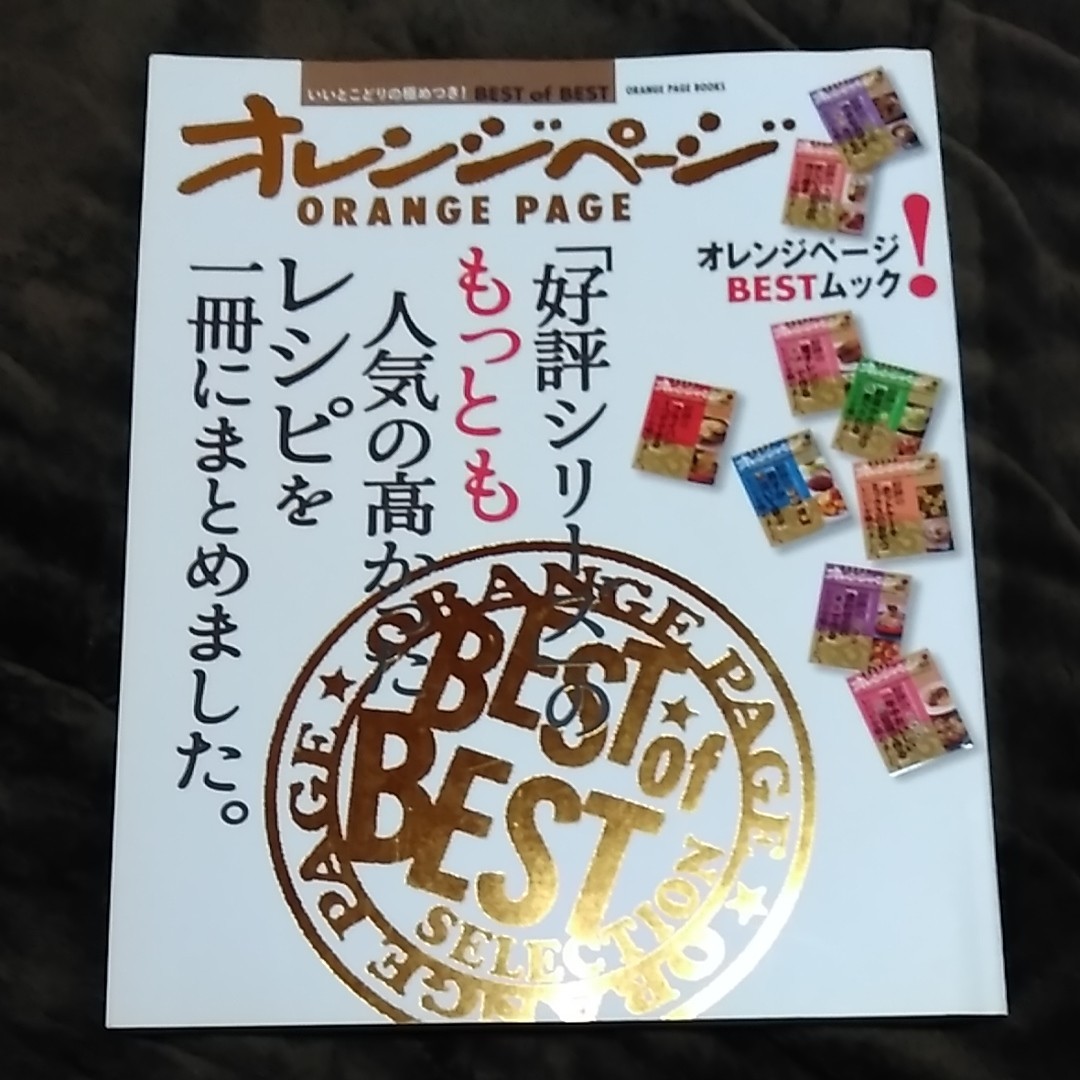 いいとこどりの極めつき! BEST of BEST
ORANGE PAGE BOOKS
オレンジページ
ORANGE PAGE
オレンジページ
BESTムック!
「好評シリーズ」の
もっとも
人気の高かった
レシピを
一冊にまとめました。
ORANGE PAGE
BEST of
BEST
SELECTION
ORANGE PAGE